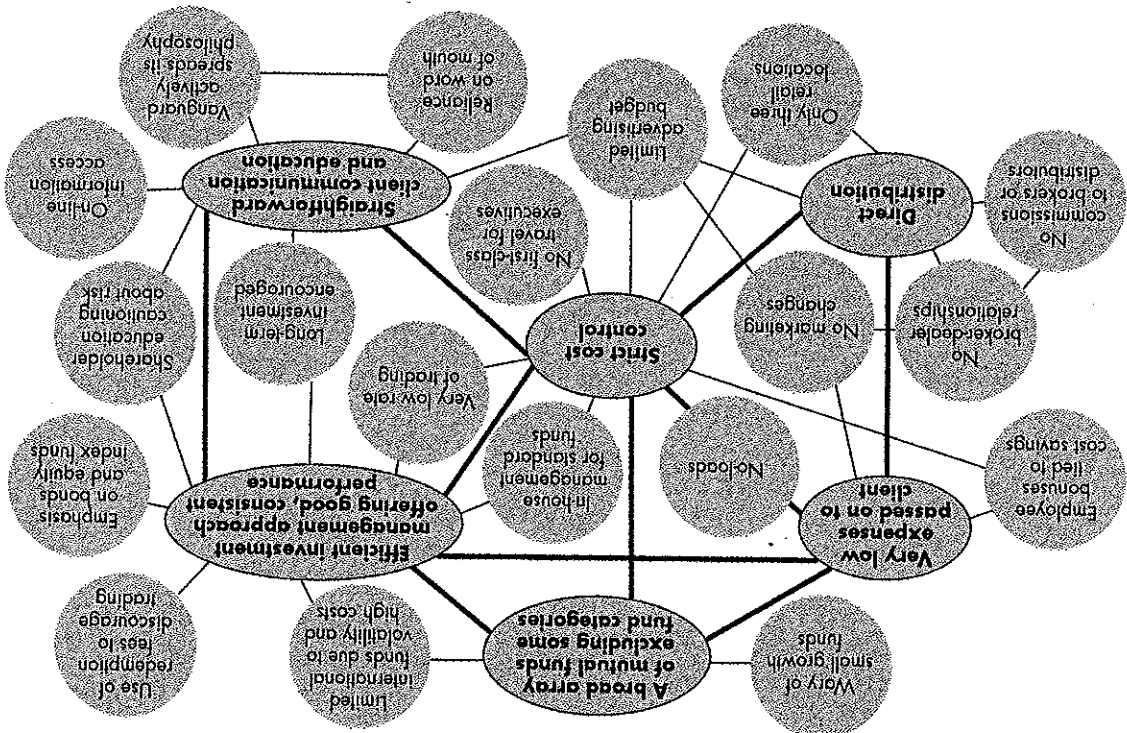 Wary of
small growth
funds
A broad array
of mutual funds
excluding some
fund categories
Limited
international
funds due to
volatility and
high costs
Use of
redemption
fees to
discourage
trading
Very low
expenses
passed on to
client
Efficient investment
management approach
offering good, consistent
performance
Employee
bonuses
tied to
cost savings
No-loads
In-house
management
for standard
funds
Emphasis
on bonds
and equity
index funds
Very low rate
of trading
Strict cost
control
Long-term
investment
encouraged
Shareholder
education
cautioning
about risk
No
broker-dealer
relationships
No marketing
changes
No first-class
travel for
executives
No
commissions
to brokers or
distributors
Direct
distribution
Straightforward
client communication
and education
On-line
information
access
Only three
retail
locations
Limited
advertising
budget
Reliance
on word
of mouth
Vanguard
actively
spreads its
philosophy